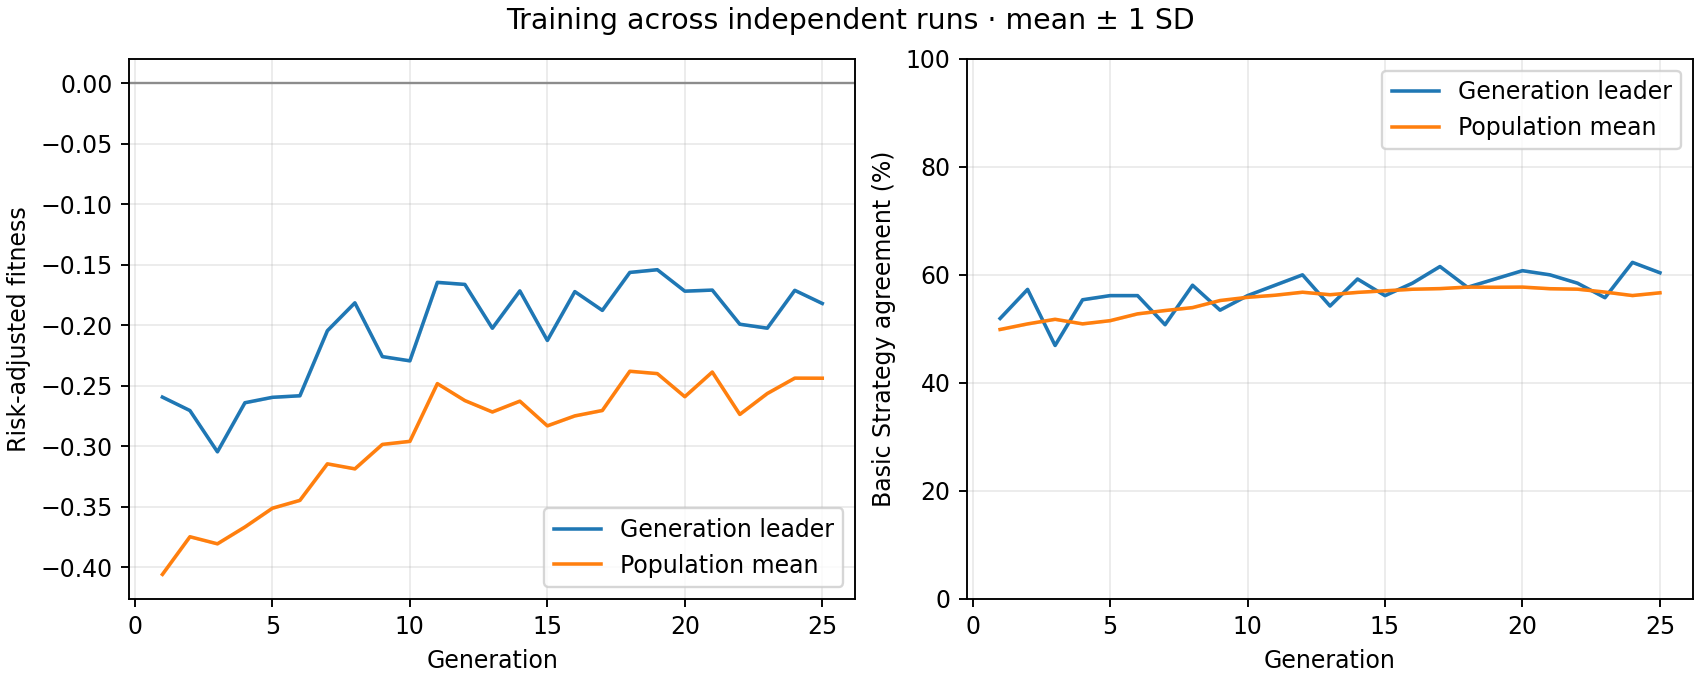 Training across independent runs · mean ± 1 SD
Risk-adjusted fitness
0.00
−0.05
−0.10
−0.15
−0.20
−0.25
−0.30
−0.35
−0.40
Generation leader
Population mean
0 5 10 15 20 25
Generation
Basic Strategy agreement (%)
100
80
60
40
20
0
Generation leader
Population mean
0 5 10 15 20 25
Generation